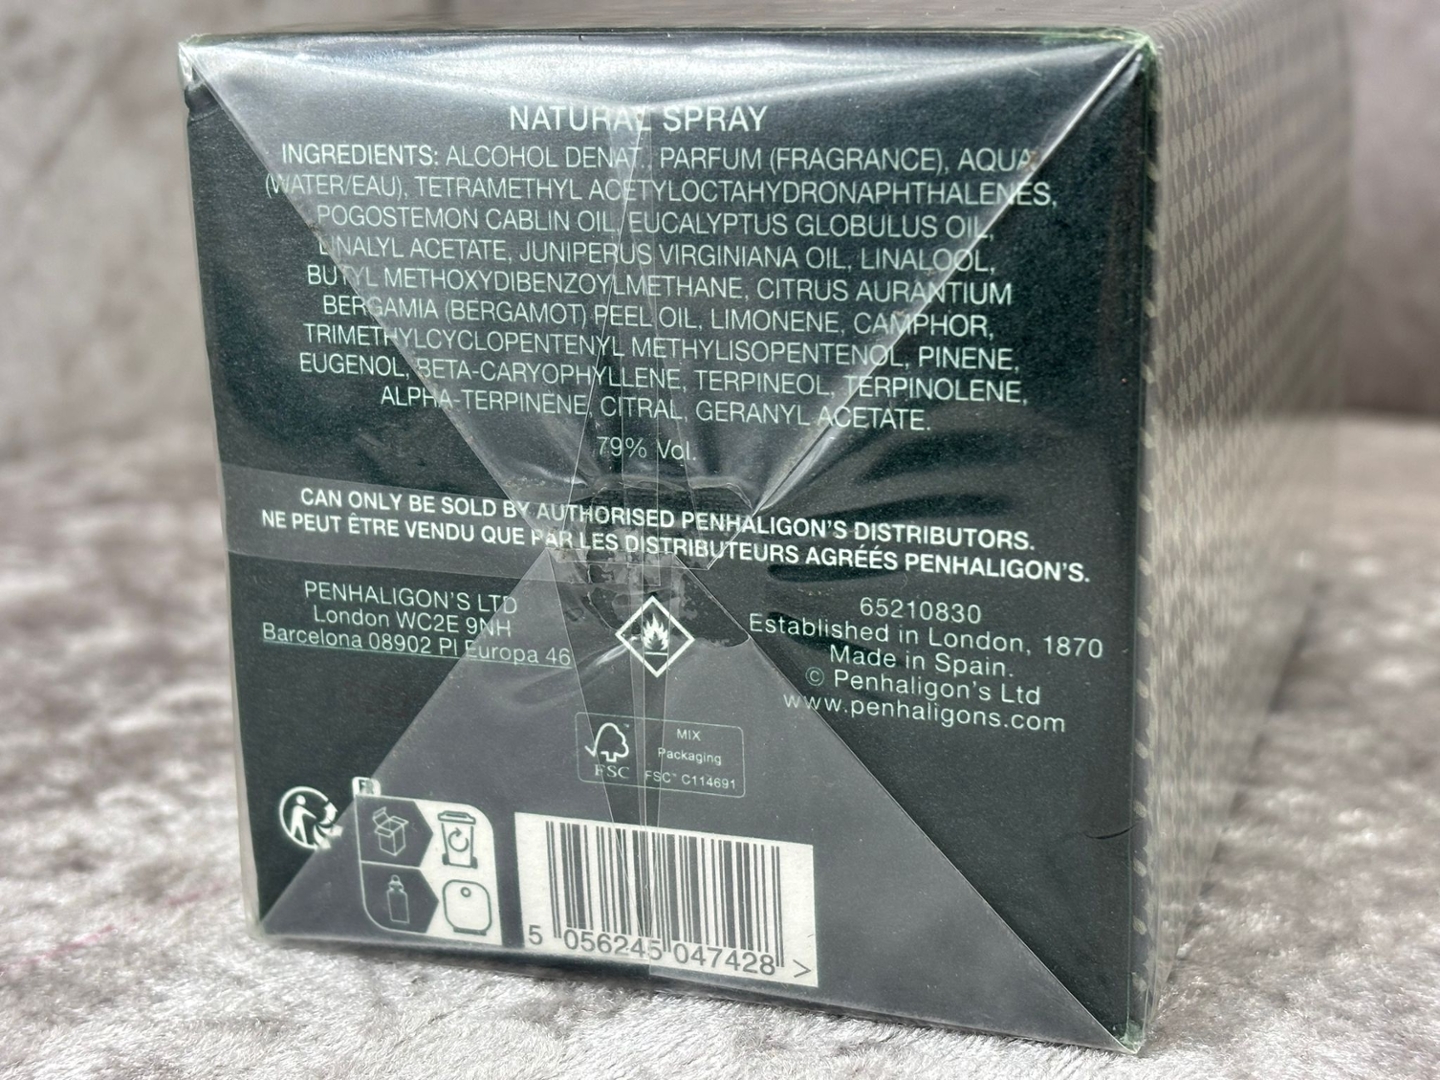 NATURAL SPRAY
INGREDIENTS: ALCOHOL DENAT., PARFUM (FRAGRANCE), AQUA
(WATER/EAU), TETRAMETHYL ACETYLOCTAHYDRONAPHTHALENES,
POGOSTEMON CABLIN OIL, EUCALYPTUS GLOBULUS OIL,
LINALYL ACETATE, JUNIPERUS VIRGINIANA OIL, LINALOOL,
BUTYL METHOXYDIBENZOYLMETHANE, CITRUS AURANTIUM
BERGAMIA (BERGAMOT) PEEL OIL, LIMONENE, CAMPHOR,
TRIMETHYLCYCLOPENTENYL METHYLISOPENTENOL, PINENE,
EUGENOL, BETA-CARYOPHYLLENE, TERPINEOL, TERPINOLENE,
ALPHA-TERPINENE, CITRAL, GERANYL ACETATE.
79% Vol.
CAN ONLY BE SOLD BY AUTHORISED PENHALIGON'S DISTRIBUTORS.
NE PEUT ÊTRE VENDU QUE PAR LES DISTRIBUTEURS AGRÉÉS PENHALIGON'S.
PENHALIGON'S LTD
London WC2E 9NH
Barcelona 08902 Pl Europa 46
65210830
Established in London, 1870
Made in Spain.
© Penhaligon's Ltd
www.penhaligons.com
FSC™
MIX
Packaging
FSC™ C114691
FR
5 056245 047428 >